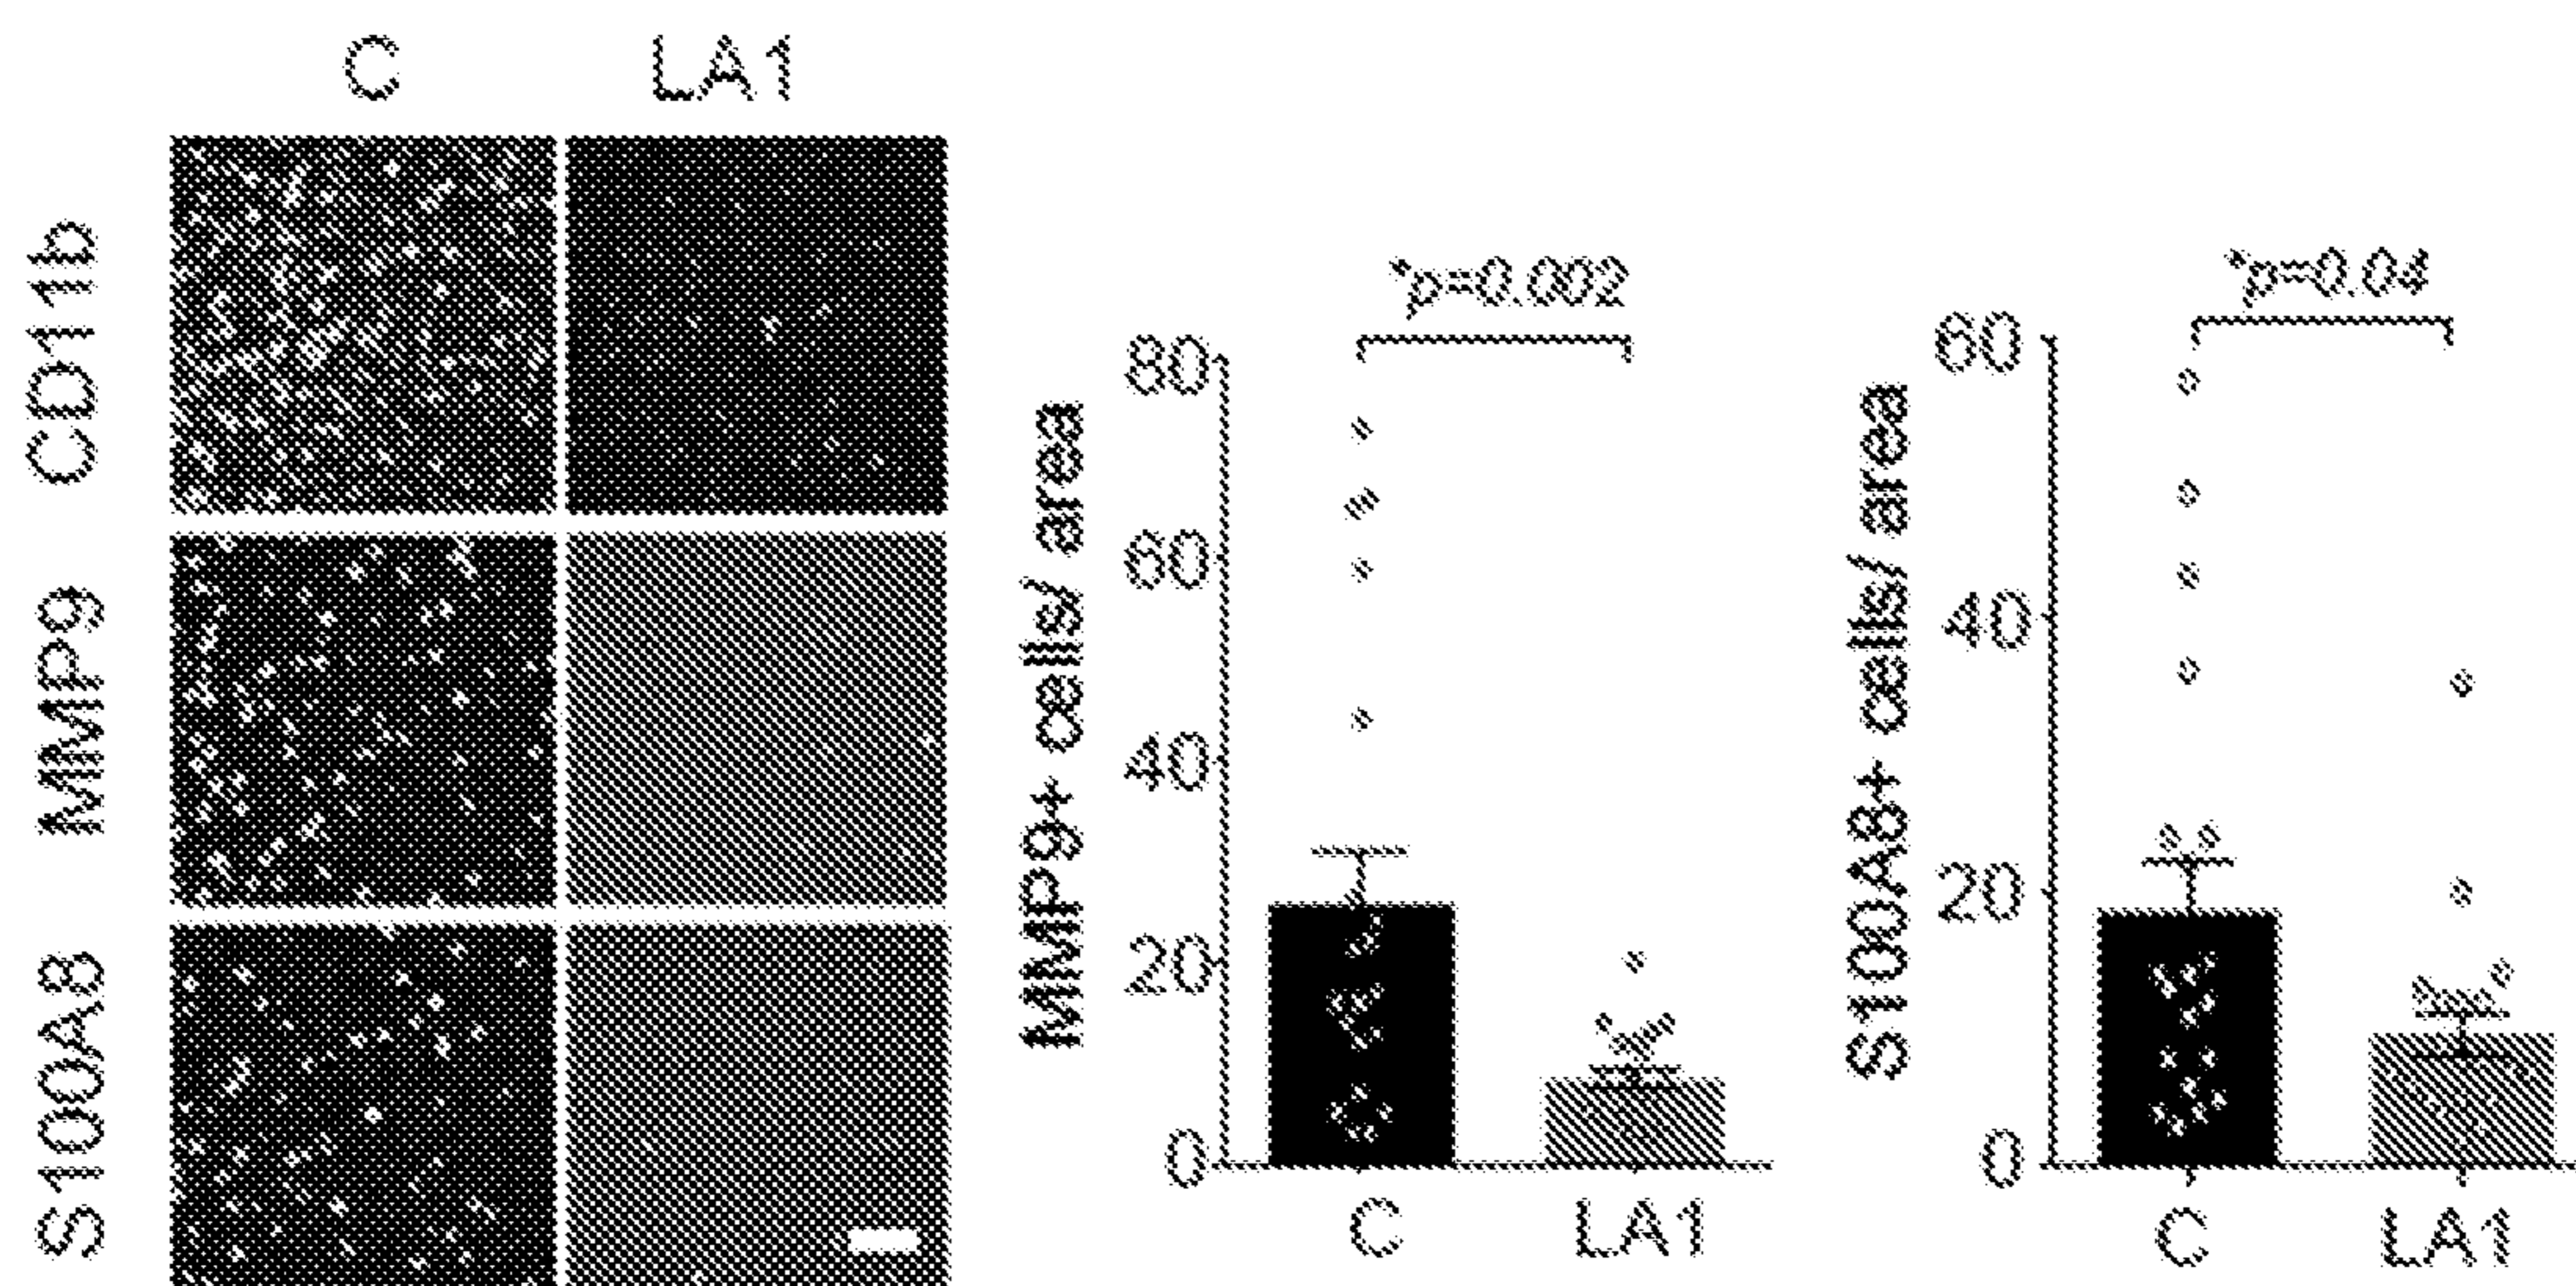 C LA1
CD11b
MMP9
S100A8
MMP9+ cells/ area
*p=0.002
80
60
40
20
0
C LA1
S100A8+ cells/ area
*p=0.04
60
40
20
0
C LA1